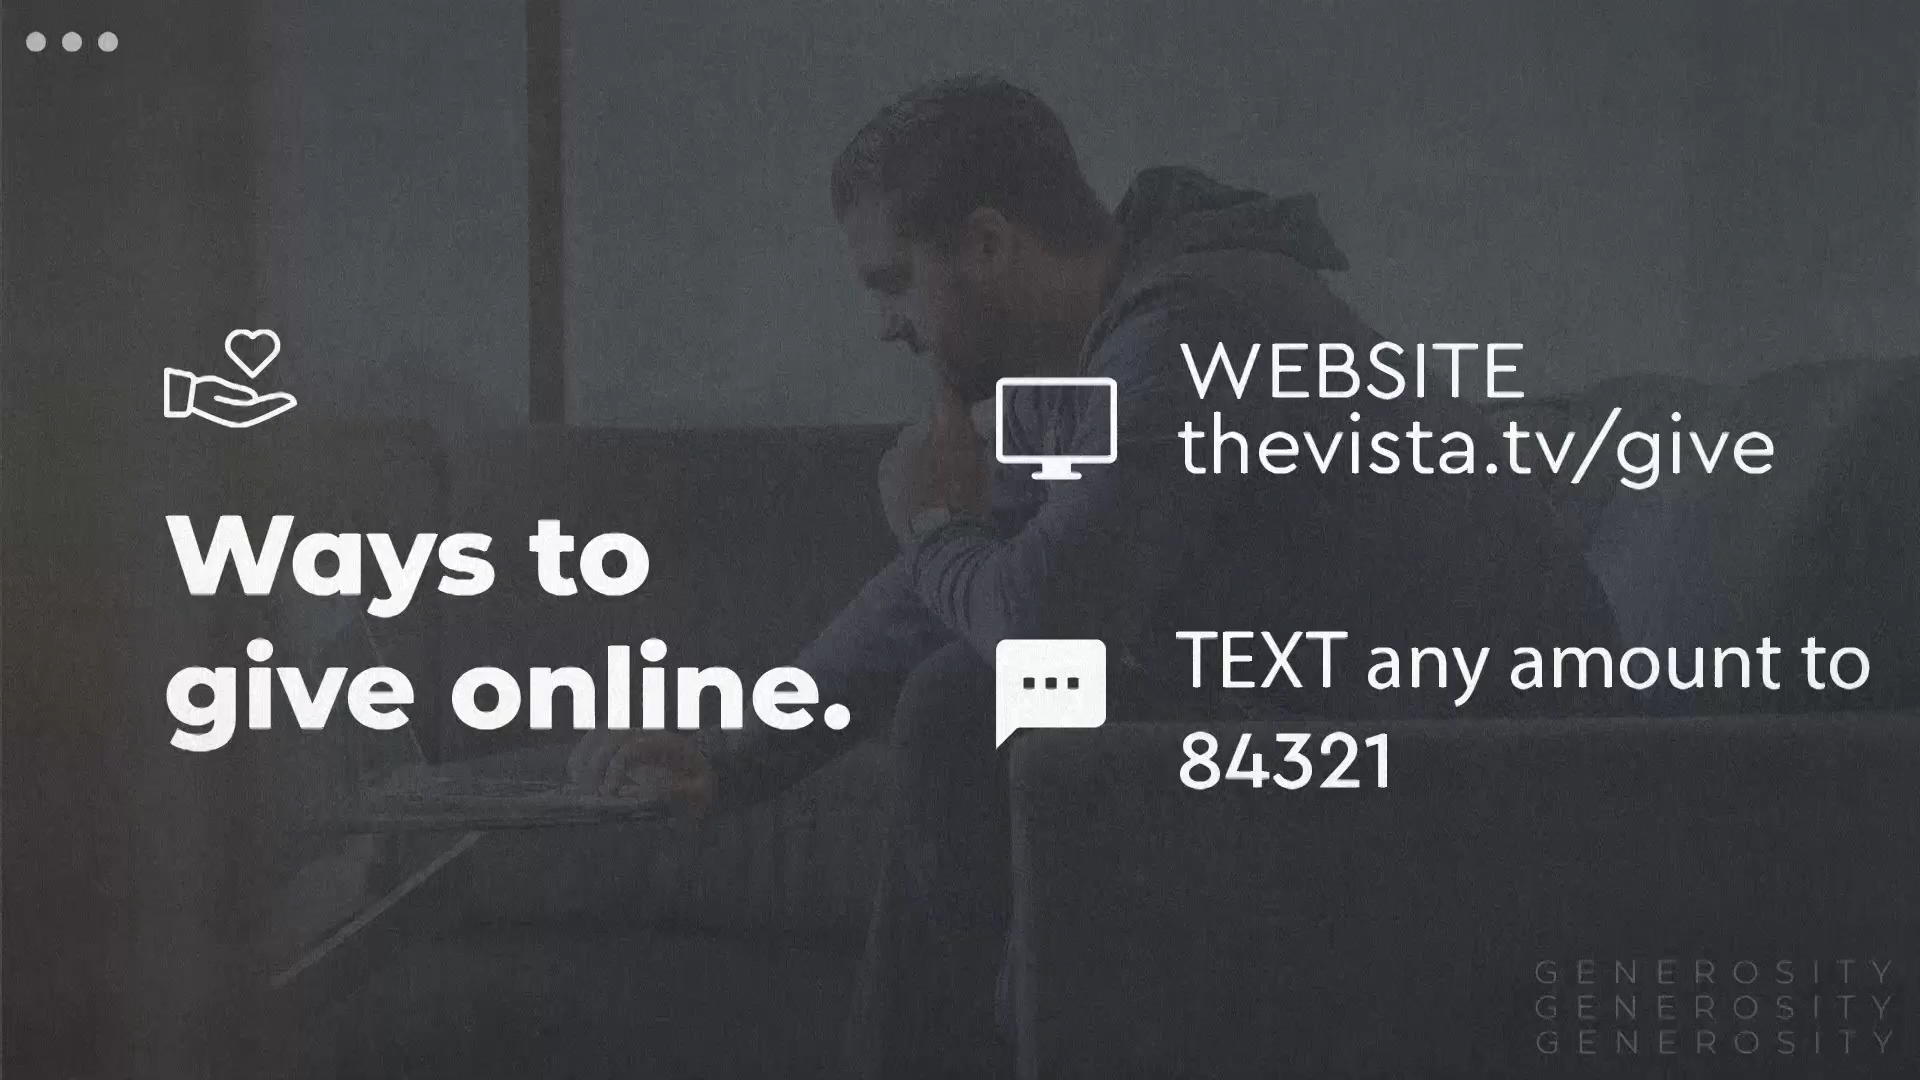 Ways to
give online.
WEBSITE
thevista.tv/give
TEXT any amount to
84321
GENEROSITY
GENEROSITY
GENEROSITY